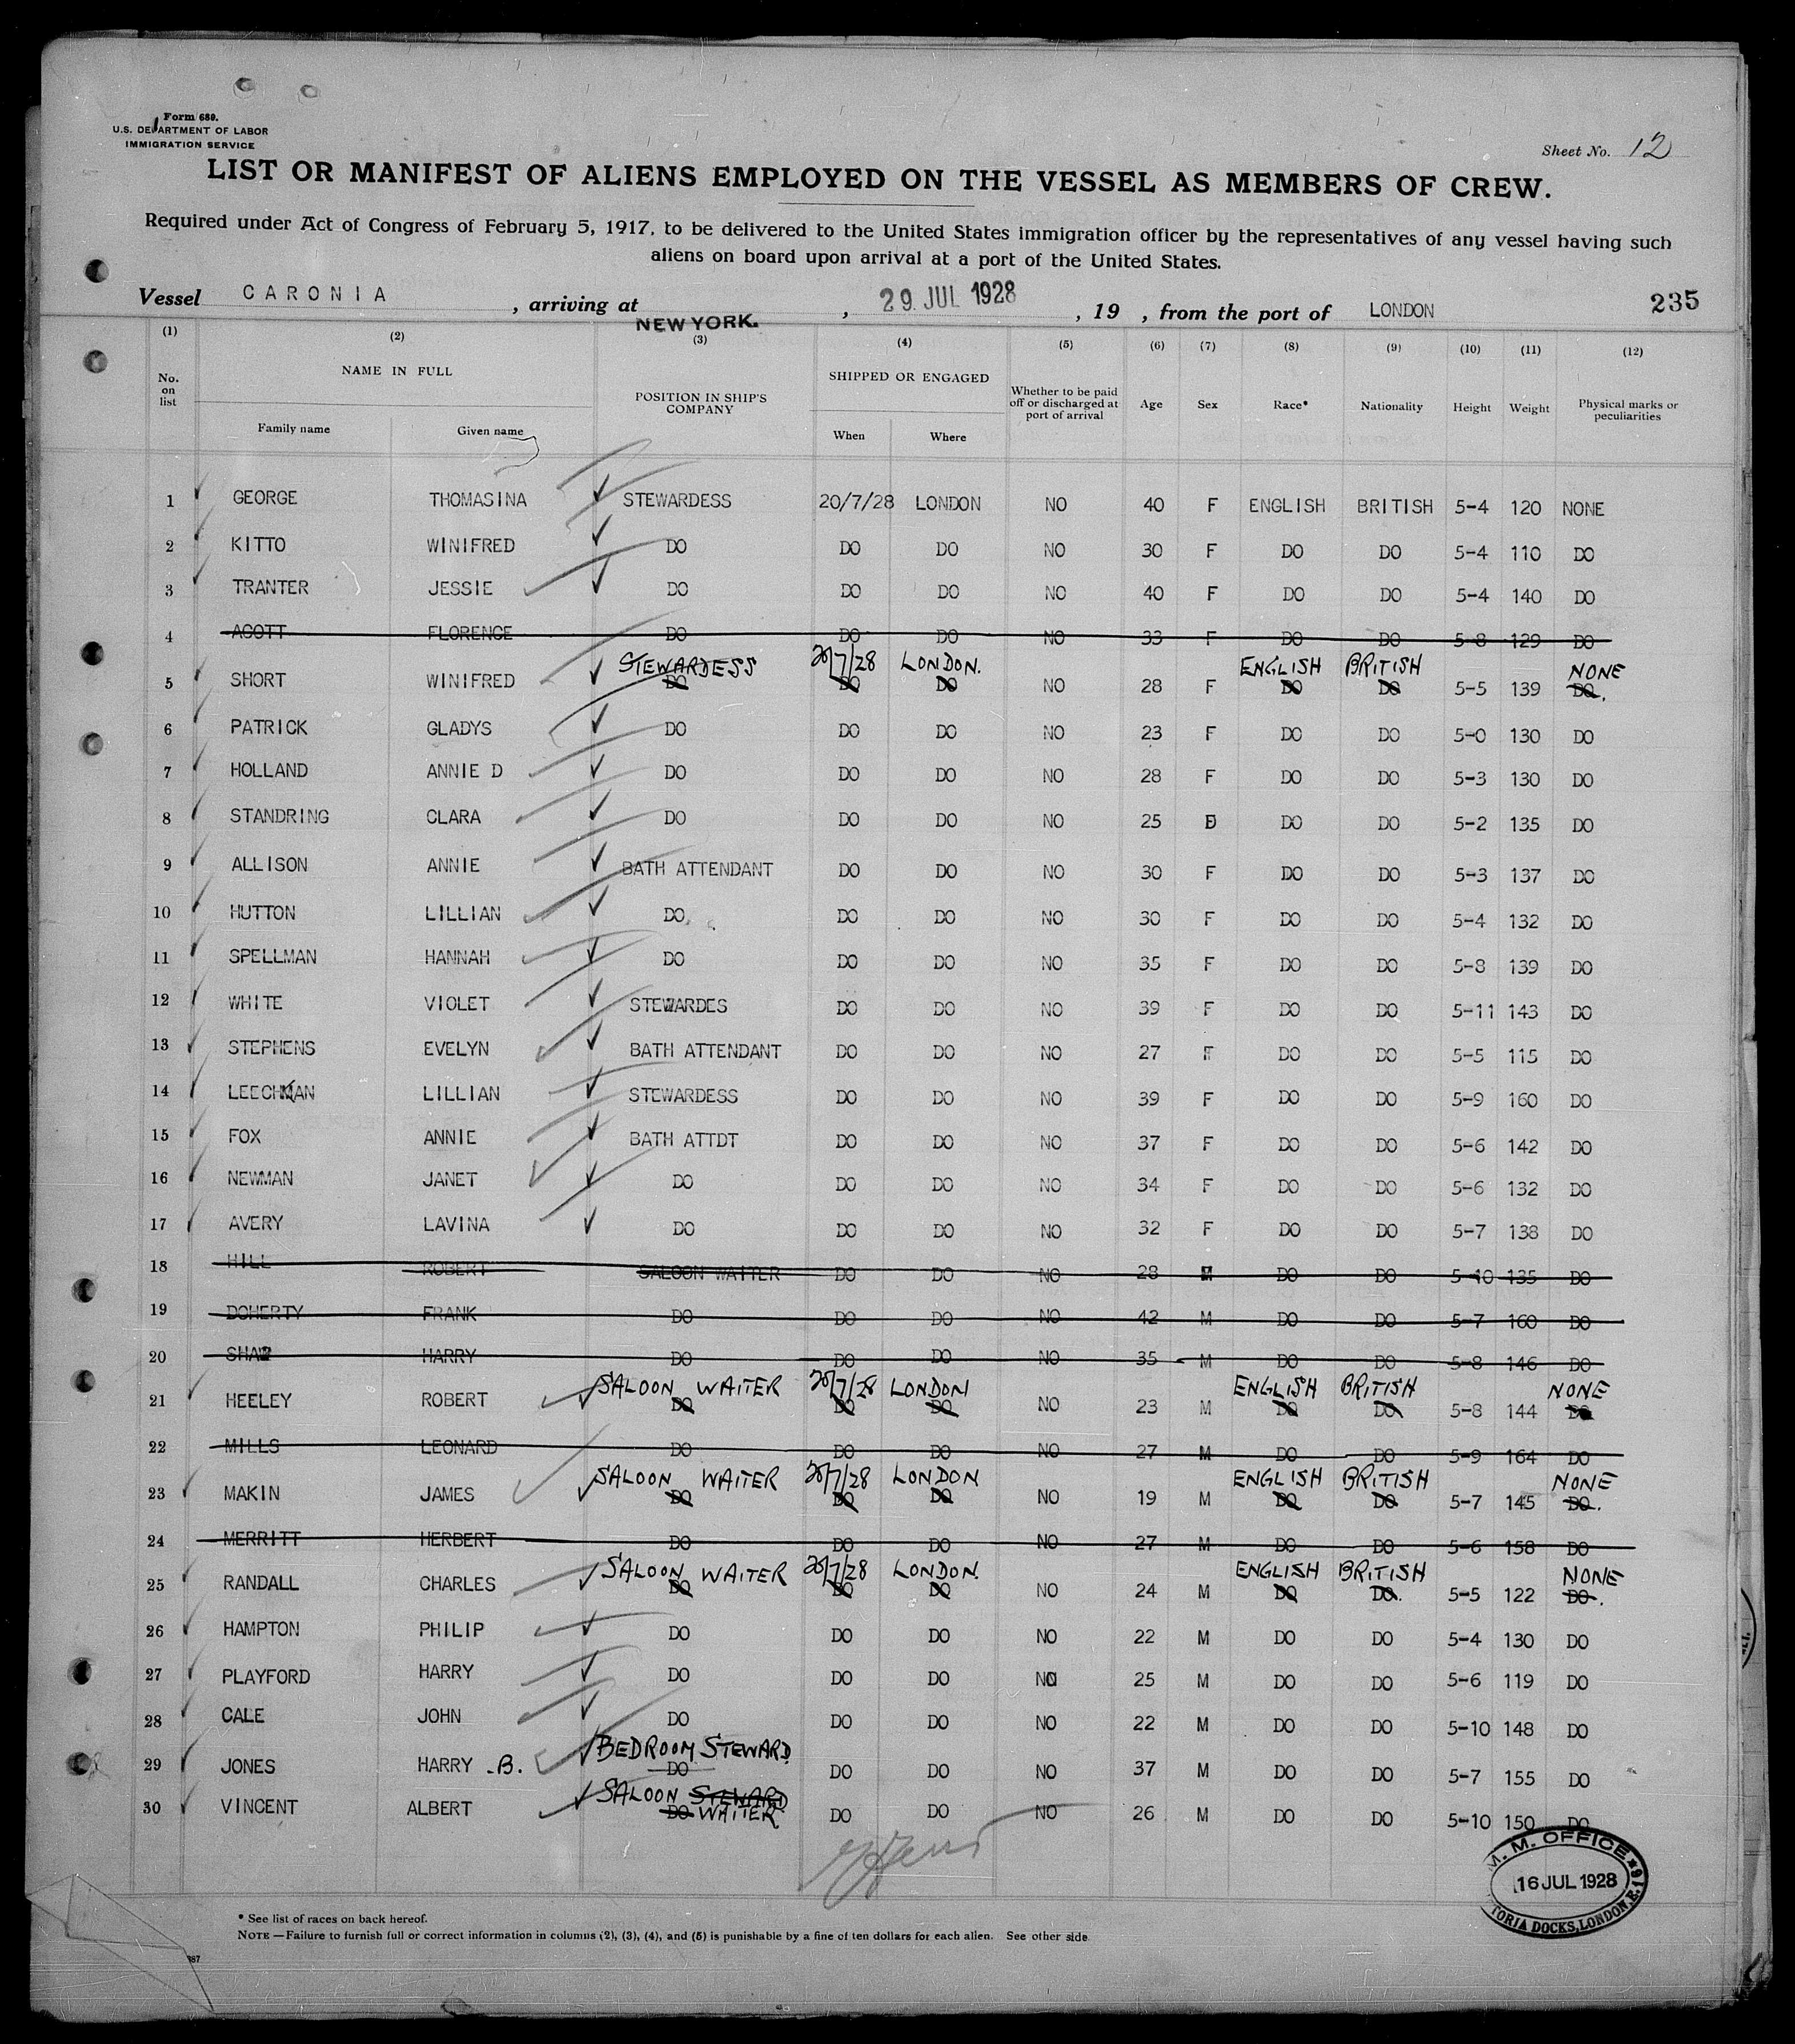 Form 680.
U.S. DEPARTMENT OF LABOR
IMMIGRATION SERVICE
Sheet No. 12
LIST OR MANIFEST OF ALIENS EMPLOYED ON THE VESSEL AS MEMBERS OF CREW.
Required under Act of Congress of February 5, 1917, to be delivered to the United States immigration officer by the representatives of any vessel having such
aliens on board upon arrival at a port of the United States.
Vessel CARONIA, arriving at NEW YORK., 29 JUL 1928, 19 , from the port of LONDON 235
(1) (2) (3) (4) (5) (6) (7) (8) (9) (10) (11) (12)
No. on list NAME IN FULL Family name Given name POSITION IN SHIP'S COMPANY SHIPPED OR ENGAGED When Where Whether to be paid off or discharged at port of arrival Age Sex Race* Nationality Height Weight Physical marks or peculiarities
1 GEORGE THOMASINA STEWARDESS 20/7/28 LONDON NO 40 F ENGLISH BRITISH 5-4 120 NONE
2 KITTO WINIFRED DO DO DO NO 30 F DO DO 5-4 110 DO
3 TRANTER JESSIE DO DO DO NO 40 F DO DO 5-4 140 DO
4 ACOTT FLORENCE DO DO DO NO 33 F DO DO 5-8 129 DO
STEWARDESS 20/7/28 LONDON. ENGLISH BRITISH NONE
5 SHORT WINIFRED DO DO DO NO 28 F DO DO 5-5 139 DO.
6 PATRICK GLADYS DO DO DO NO 23 F DO DO 5-0 130 DO
7 HOLLAND ANNIE D DO DO DO NO 28 F DO DO 5-3 130 DO
8 STANDRING CLARA DO DO DO NO 25 DO DO 5-2 135 DO
9 ALLISON ANNIE BATH ATTENDANT DO DO NO 30 F DO DO 5-3 137 DO
10 HUTTON LILLIAN DO DO DO NO 30 F DO DO 5-4 132 DO
11 SPELLMAN HANNAH DO DO DO NO 35 F DO DO 5-8 139 DO
12 WHITE VIOLET STEWARDES DO DO NO 39 F DO DO 5-11 143 DO
13 STEPHENS EVELYN BATH ATTENDANT DO DO NO 27 F DO DO 5-5 115 DO
14 LEECHMAN LILLIAN STEWARDESS DO DO NO 39 F DO DO 5-9 160 DO
15 FOX ANNIE BATH ATTDT DO DO NO 37 F DO DO 5-6 142 DO
16 NEWMAN JANET DO DO DO NO 34 F DO DO 5-6 132 DO
17 AVERY LAVINA DO DO DO NO 32 F DO DO 5-7 138 DO
18 HILL ROBERT SALOON WAITER DO DO NO 28 M DO DO 5-10 135 DO
19 DOHERTY FRANK DO DO DO NO 42 M DO DO 5-7 160 DO
20 SHAW HARRY DO DO DO NO 35 M DO DO 5-8 146 DO
SALOON WAITER 20/7/28 LONDON ENGLISH BRITISH NONE
21 HEELEY ROBERT DO DO DO NO 23 M DO DO 5-8 144 DO
22 MILLS LEONARD DO DO DO NO 27 M DO DO 5-9 164 DO
SALOON WAITER 20/7/28 LONDON ENGLISH BRITISH NONE
23 MAKIN JAMES DO DO DO NO 19 M DO DO 5-7 145 DO.
24 MERRITT HERBERT DO DO DO NO 27 M DO DO 5-6 158 DO
SALOON WAITER 20/7/28 LONDON. ENGLISH BRITISH NONE
25 RANDALL CHARLES DO DO DO NO 24 M DO DO. 5-5 122 DO.
26 HAMPTON PHILIP DO DO DO NO 22 M DO DO 5-4 130 DO
27 PLAYFORD HARRY DO DO DO NO 25 M DO DO 5-6 119 DO
28 CALE JOHN DO DO DO NO 22 M DO DO 5-10 148 DO
BEDROOM STEWARD
29 JONES HARRY .B. DO DO DO NO 37 M DO DO 5-7 155 DO
SALOON STEWARD
30 VINCENT ALBERT DO WAITER DO DO NO 26 M DO DO 5-10 150 DO
M. M. OFFICE
16 JUL 1928
TORIA DOCKS, LONDON, E.16
* See list of races on back hereof.
NOTE —Failure to furnish full or correct information in columns (2), (3), (4), and (5) is punishable by a fine of ten dollars for each alien. See other side